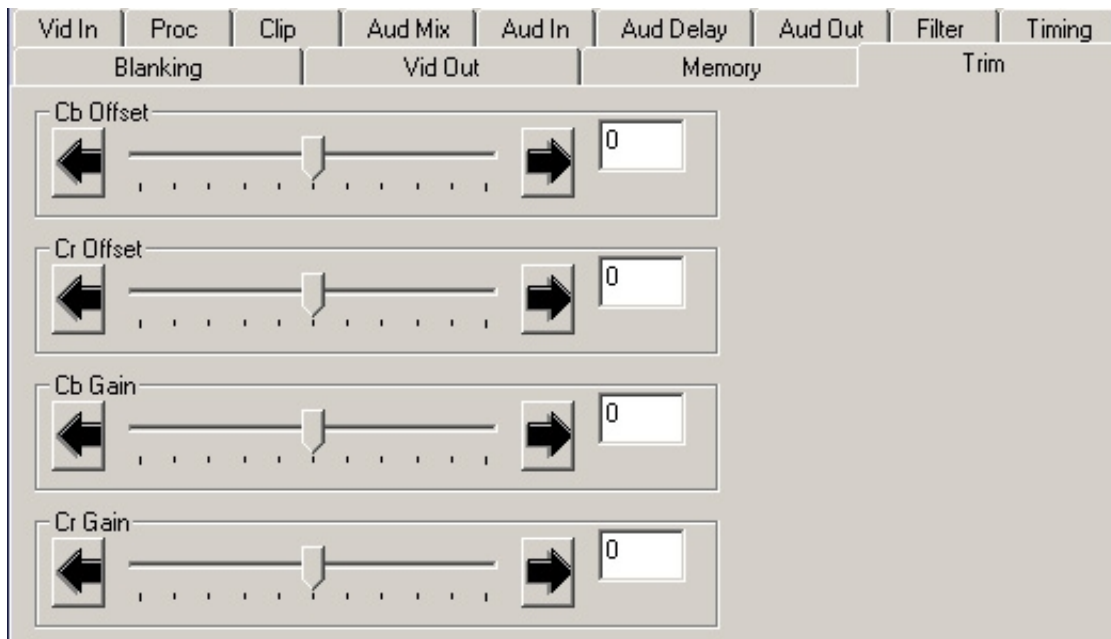 Vid In Proc Clip Aud Mix Aud In Aud Delay Aud Out Filter Timing
Blanking Vid Out Memory Trim
Cb Offset
0
Cr Offset
0
Cb Gain
0
Cr Gain
0